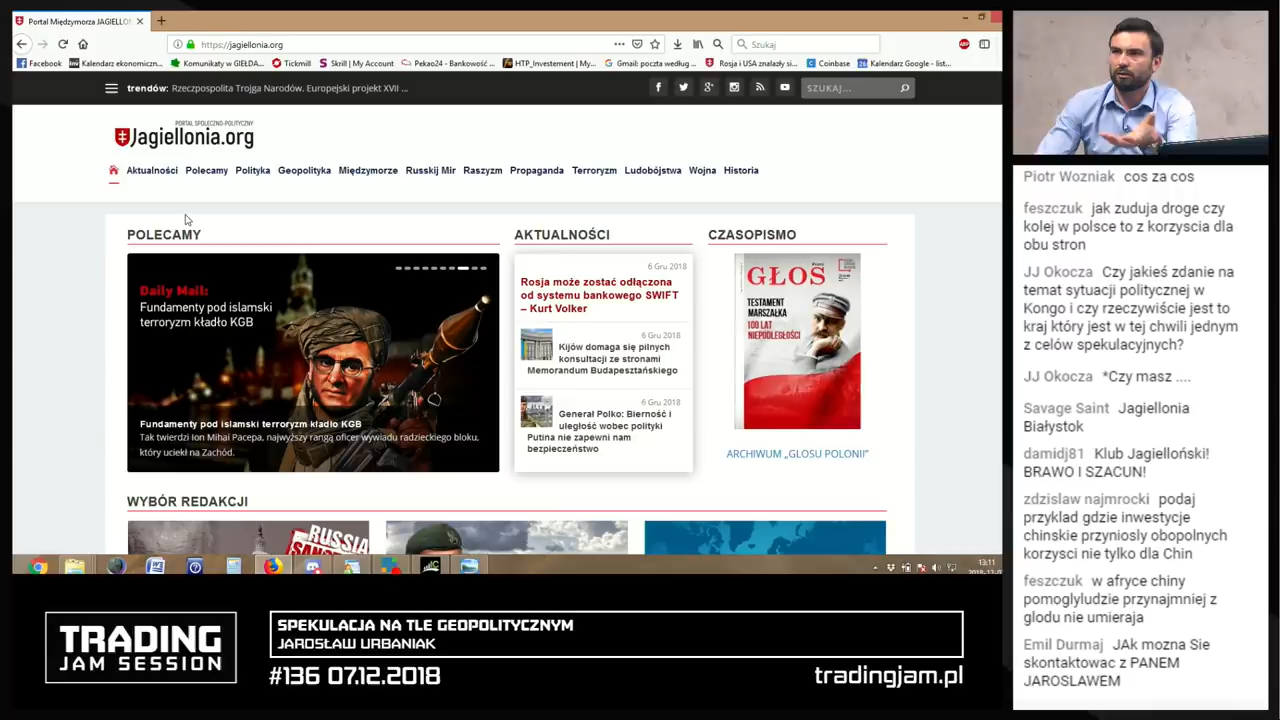 Portal Międzymorza JAGIELLON
https://jagiellonia.org
Szukaj
Facebook
Kalendarz ekonomiczn...
Komunikaty w GIEŁDA...
Tickmill
Skrill | My Account
Pekao24 - Bankowość ...
HTP_Investement | My...
Gmail: poczta według ...
Rosja i USA znalazły si...
Coinbase
Kalendarz Google - list...
trendów: Rzeczpospolita Trojga Narodów. Europejski projekt XVII ...
SZUKAJ...
PORTAL SPOŁECZNO-POLITYCZNY
Jagiellonia.org
Aktualności Polecamy Polityka Geopolityka Międzymorze Russkij Mir Raszyzm Propaganda Terroryzm Ludobójstwa Wojna Historia
POLECAMY
Daily Mail:
Fundamenty pod islamski
terroryzm kładło KGB
Fundamenty pod islamski terroryzm kładło KGB
Tak twierdzi Ion Mihai Pacepa, najwyższy rangą oficer wywiadu radzieckiego bloku,
który uciekł na Zachód.
AKTUALNOŚCI
6 Gru 2018
Rosja może zostać odłączona
od systemu bankowego SWIFT
– Kurt Volker
6 Gru 2018
Kijów domaga się pilnych
konsultacji ze stronami
Memorandum Budapesztańskiego
6 Gru 2018
Generał Polko: Bierność i
uległość wobec polityki
Putina nie zapewni nam
bezpieczeństwo
CZASOPISMO
GŁOS
TESTAMENT
MARSZAŁKA
100 LAT
NIEPODLEGŁOŚCI
ARCHIWUM „GLOSU POLONII”
WYBÓR REDAKCJI
RUSSIA
13:11
Piotr Wozniak cos za cos
feszczuk jak zuduja droge czy
kolej w polsce to z korzyscia dla
obu stron
JJ Okocza Czy jakieś zdanie na
temat sytuacji politycznej w
Kongo i czy rzeczywiście jest to
kraj który jest w tej chwili jednym
z celów spekulacyjnych?
JJ Okocza *Czy masz ....
Savage Saint Jagiellonia
Białystok
damidj81 Klub Jagielloński!
BRAWO I SZACUN!
zdzislaw najmrocki podaj
przyklad gdzie inwestycje
chinskie przyniosly obopolnych
korzysci nie tylko dla Chin
feszczuk w afryce chiny
pomoglyludzie przynajmniej z
glodu nie umieraja
Emil Durmaj JAk mozna Sie
skontaktowac z PANEM
JAROSLAWEM
TRADING
JAM SESSION
SPEKULACJA NA TLE GEOPOLITYCZNYM
JAROSŁAW URBANIAK
#136 07.12.2018
tradingjam.pl